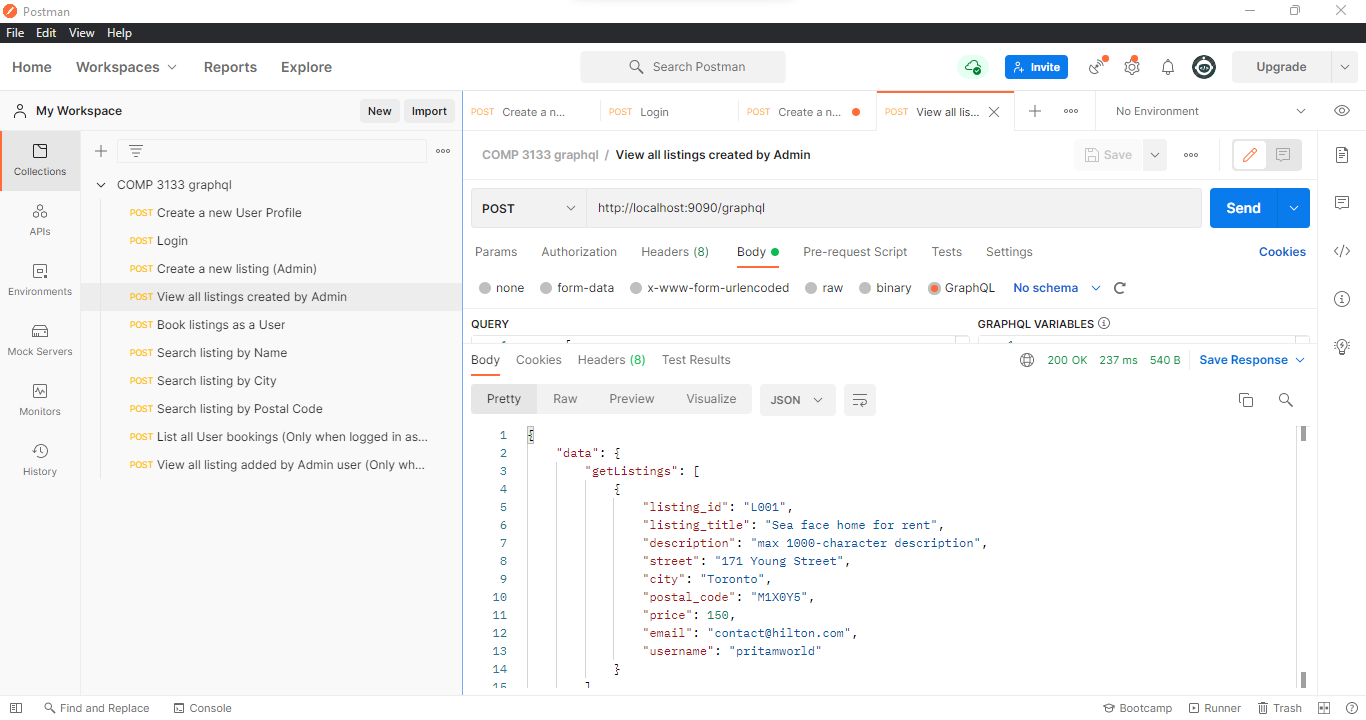 Postman
File Edit View Help
Home Workspaces Reports Explore Search Postman Invite Upgrade
My Workspace New Import
POST Create a n... POST Login POST Create a n... POST View all lis... No Environment
Collections
APIs
Environments
Mock Servers
Monitors
History
COMP 3133 graphql
POST Create a new User Profile
POST Login
POST Create a new listing (Admin)
POST View all listings created by Admin
POST Book listings as a User
POST Search listing by Name
POST Search listing by City
POST Search listing by Postal Code
POST List all User bookings (Only when logged in as...
POST View all listing added by Admin user (Only wh...
COMP 3133 graphql / View all listings created by Admin Save
POST http://localhost:9090/graphql Send
Params Authorization Headers (8) Body Pre-request Script Tests Settings Cookies
none form-data x-www-form-urlencoded raw binary GraphQL No schema
QUERY GRAPHQL VARIABLES
Body Cookies Headers (8) Test Results 200 OK 237 ms 540 B Save Response
Pretty Raw Preview Visualize JSON
1 {
2 "data": {
3 "getListings": [
4 {
5 "listing_id": "L001",
6 "listing_title": "Sea face home for rent",
7 "description": "max 1000-character description",
8 "street": "171 Young Street",
9 "city": "Toronto",
10 "postal_code": "M1X0Y5",
11 "price": 150,
12 "email": "contact@hilton.com",
13 "username": "pritamworld"
14 }
15 ]
Find and Replace Console Bootcamp Runner Trash